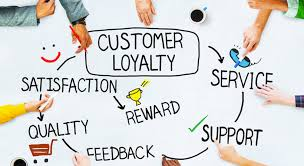 CUSTOMER
LOYALTY
SATISFACTION
SERVICE
REWARD
QUALITY
SUPPORT
FEEDBACK